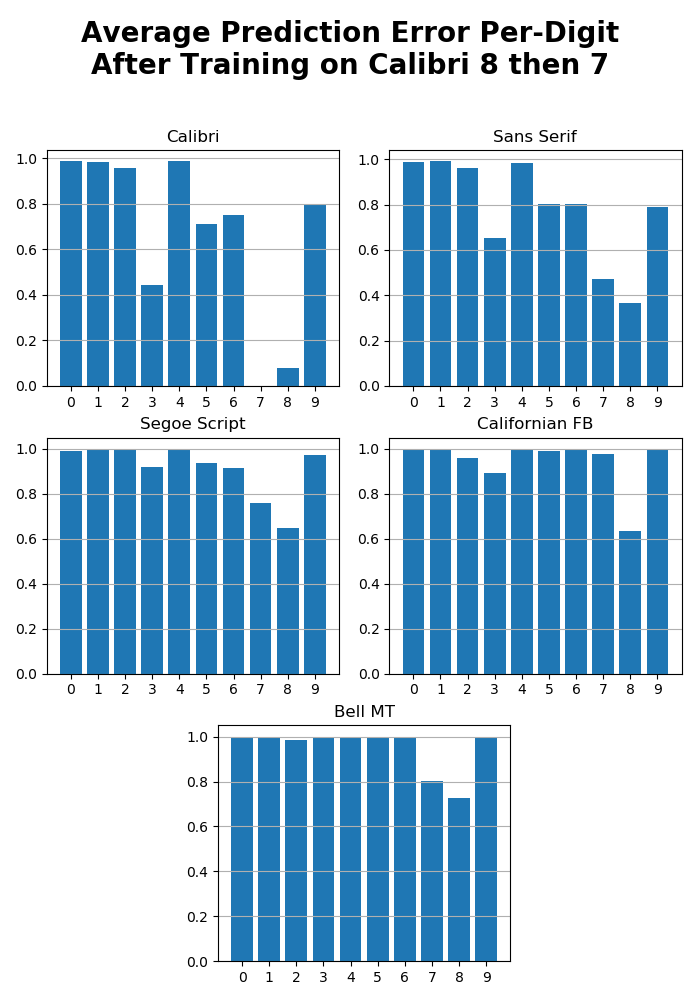 Average Prediction Error Per-Digit
After Training on Calibri 8 then 7
Calibri
1.0
0.8
0.6
0.4
0.2
0.0
0 1 2 3 4 5 6 7 8 9
Sans Serif
1.0
0.8
0.6
0.4
0.2
0.0
0 1 2 3 4 5 6 7 8 9
Segoe Script
1.0
0.8
0.6
0.4
0.2
0.0
0 1 2 3 4 5 6 7 8 9
Californian FB
1.0
0.8
0.6
0.4
0.2
0.0
0 1 2 3 4 5 6 7 8 9
Bell MT
1.0
0.8
0.6
0.4
0.2
0.0
0 1 2 3 4 5 6 7 8 9